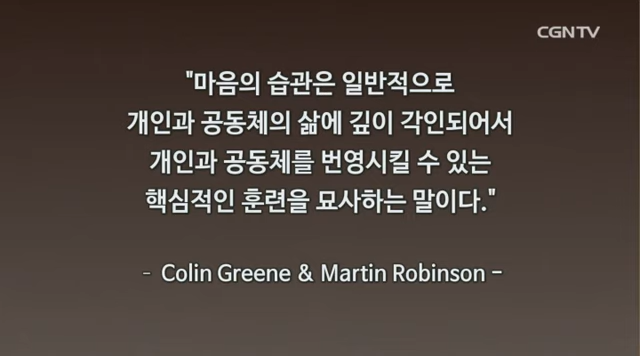 CGNTV
"마음의 습관은 일반적으로
개인과 공동체의 삶에 깊이 각인되어서
개인과 공동체를 번영시킬 수 있는
핵심적인 훈련을 묘사하는 말이다."
- Colin Greene & Martin Robinson -